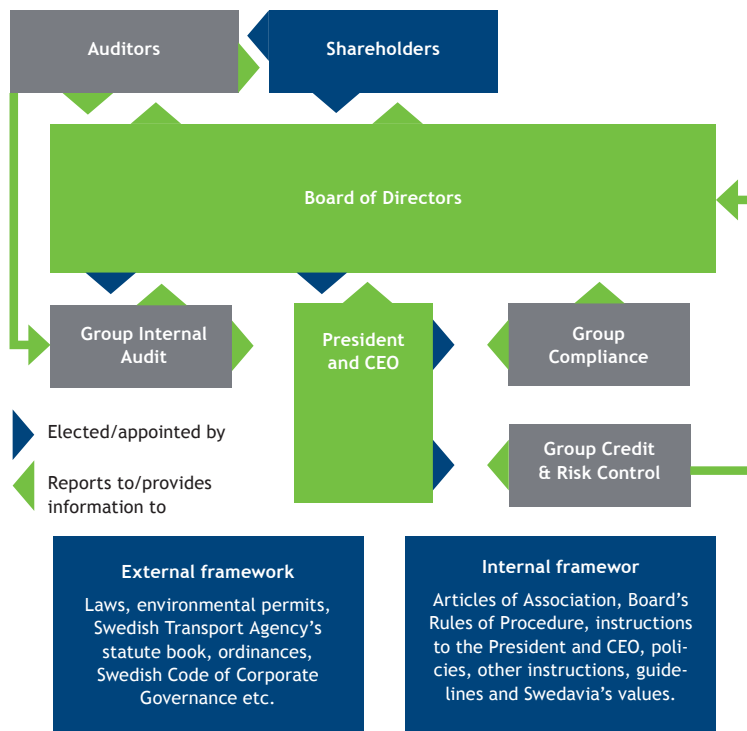 Auditors
Shareholders
Board of Directors
Group Internal
Audit
President
and CEO
Group
Compliance
Elected/appointed by
Reports to/provides
information to
Group Credit
& Risk Control
External framework
Laws, environmental permits,
Swedish Transport Agency’s
statute book, ordinances,
Swedish Code of Corporate
Governance etc.
Internal framewor
Articles of Association, Board’s
Rules of Procedure, instructions
to the President and CEO, poli-
cies, other instructions, guide-
lines and Swedavia’s values.